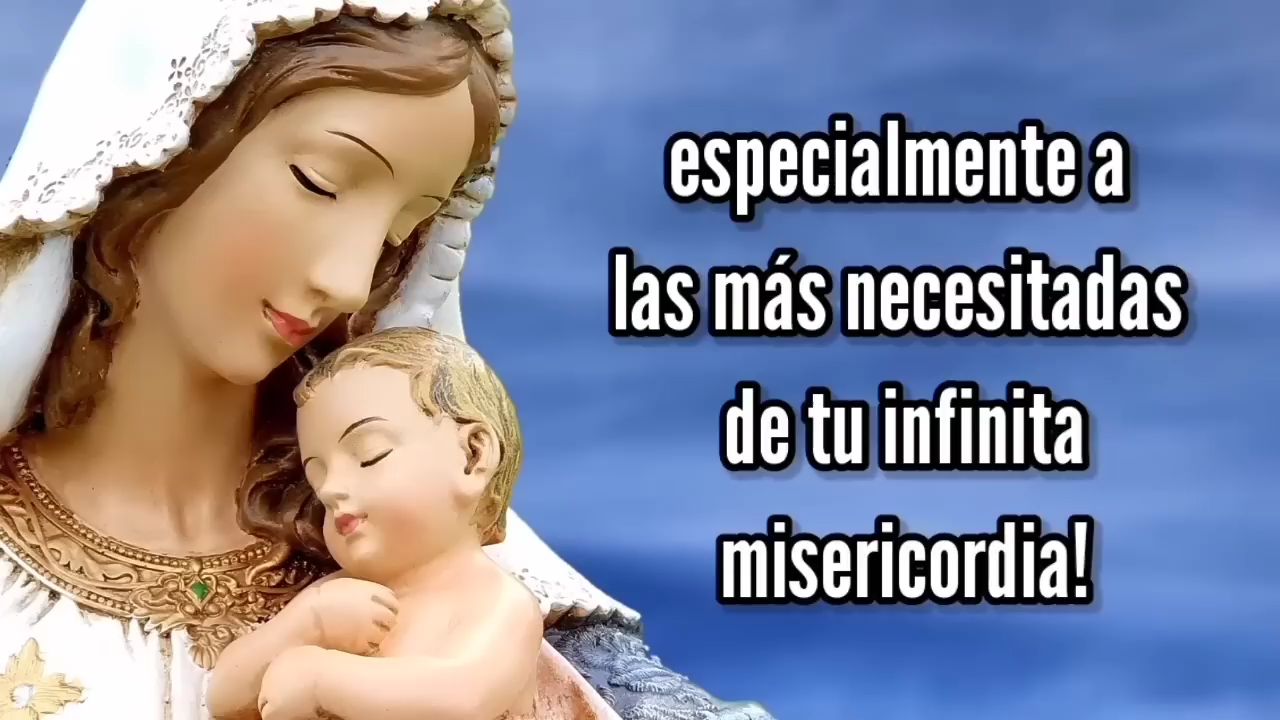 especialmente a
las más necesitadas
de tu infinita
misericordia!